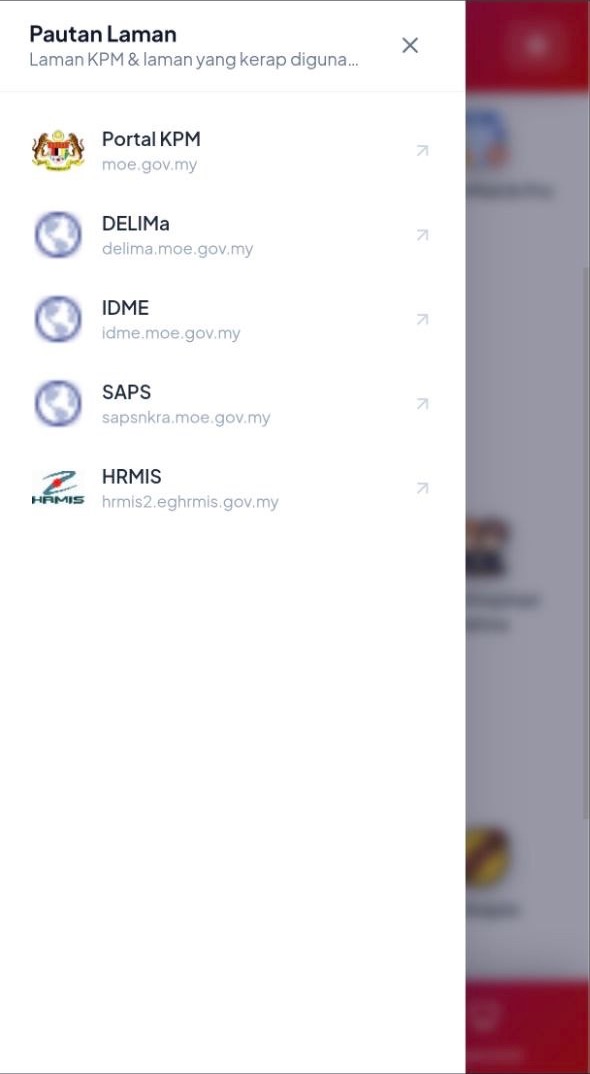 Pautan Laman
Laman KPM & laman yang kerap diguna...
Portal KPM
moe.gov.my
DELIMa
delima.moe.gov.my
IDME
idme.moe.gov.my
SAPS
sapsnkra.moe.gov.my
HRMIS
HRMIS
hrmis2.eghrmis.gov.my